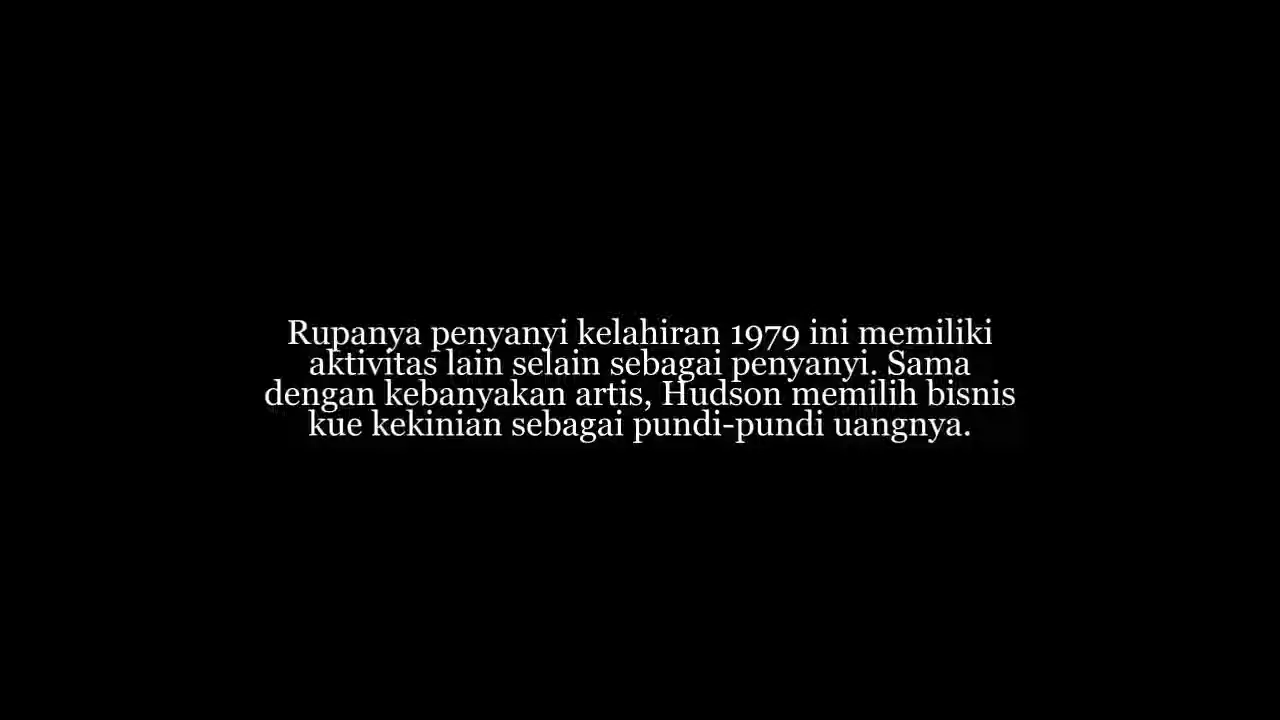 Rupanya penyanyi kelahiran 1979 ini memiliki
aktivitas lain selain sebagai penyanyi. Sama
dengan kebanyakan artis, Hudson memilih bisnis
kue kekinian sebagai pundi-pundi uangnya.